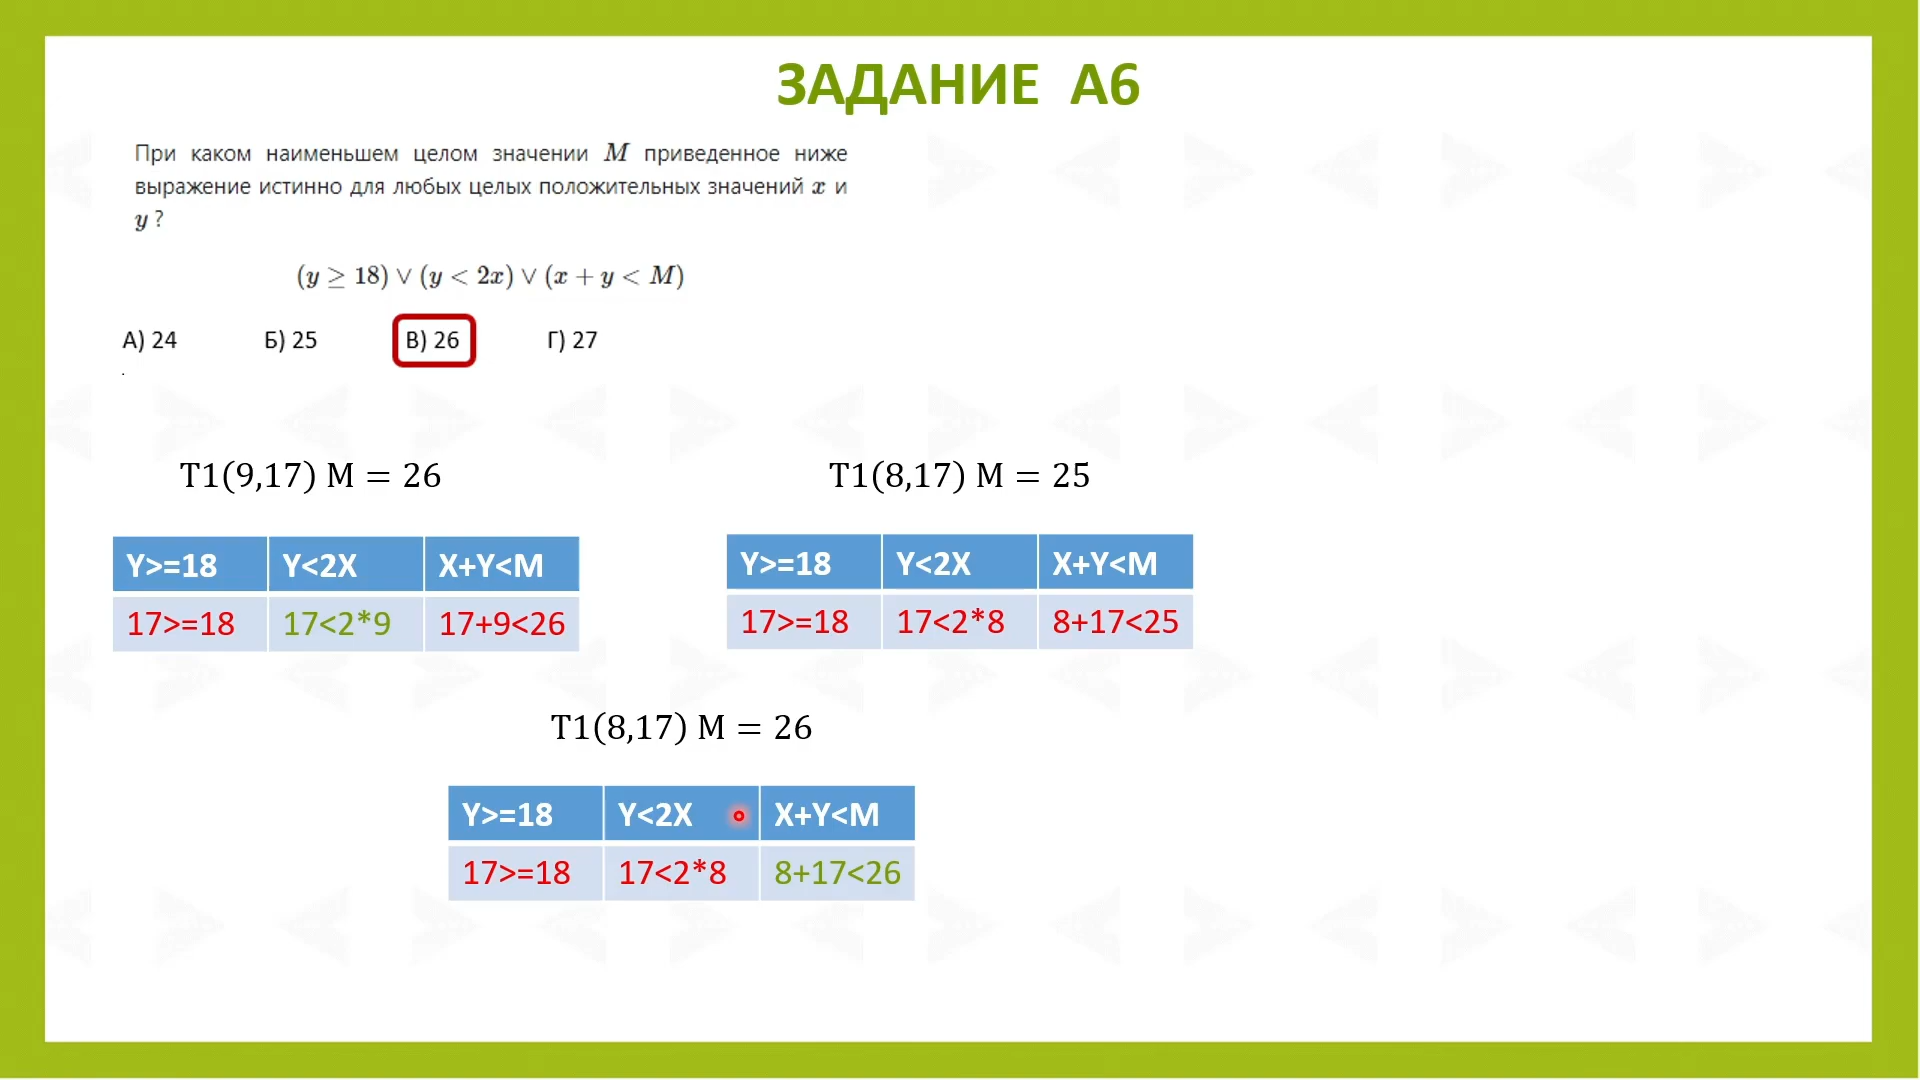 ЗАДАНИЕ А6
При каком наименьшем целом значении M приведенное ниже
выражение истинно для любых целых положительных значений x и
y ?
(y ≥ 18) ∨ (y < 2x) ∨ (x + y < M)
А) 24 Б) 25 В) 26 Г) 27
.
T1(9,17) M = 26
T1(8,17) M = 25
Y>=18 Y<2X X+Y<M
17>=18 17<2*9 17+9<26
Y>=18 Y<2X X+Y<M
17>=18 17<2*8 8+17<25
T1(8,17) M = 26
Y>=18 Y<2X X+Y<M
17>=18 17<2*8 8+17<26